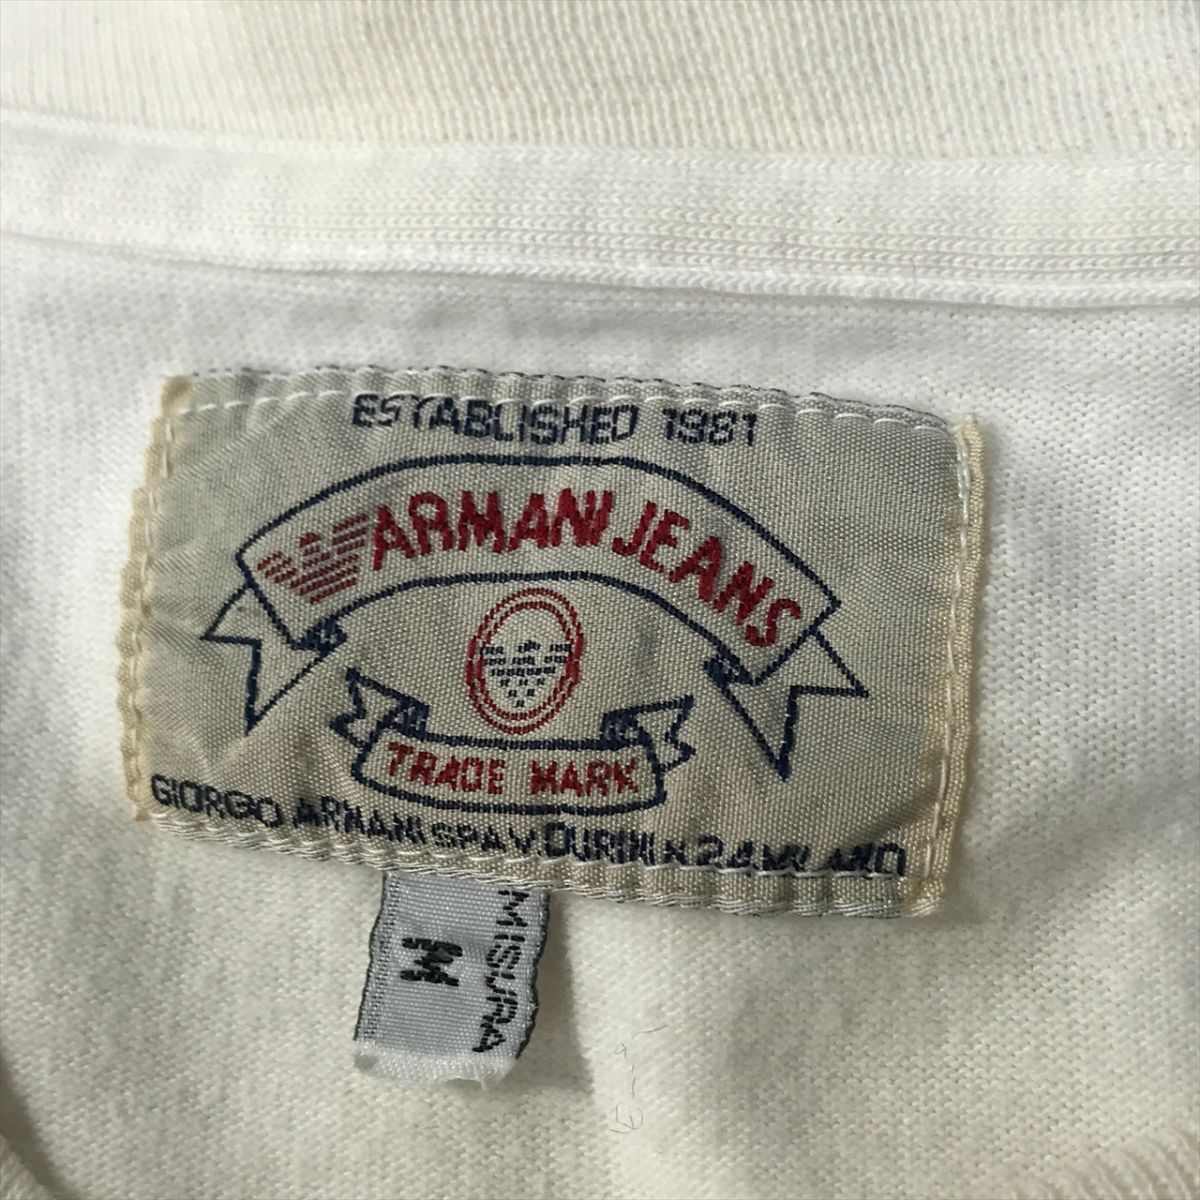 ESTABLISHED 1981
ARMANI JEANS
TRADE MARK
GIORGIO ARMANI SPA V. DURINI N 24 MILANO
MISURA
M